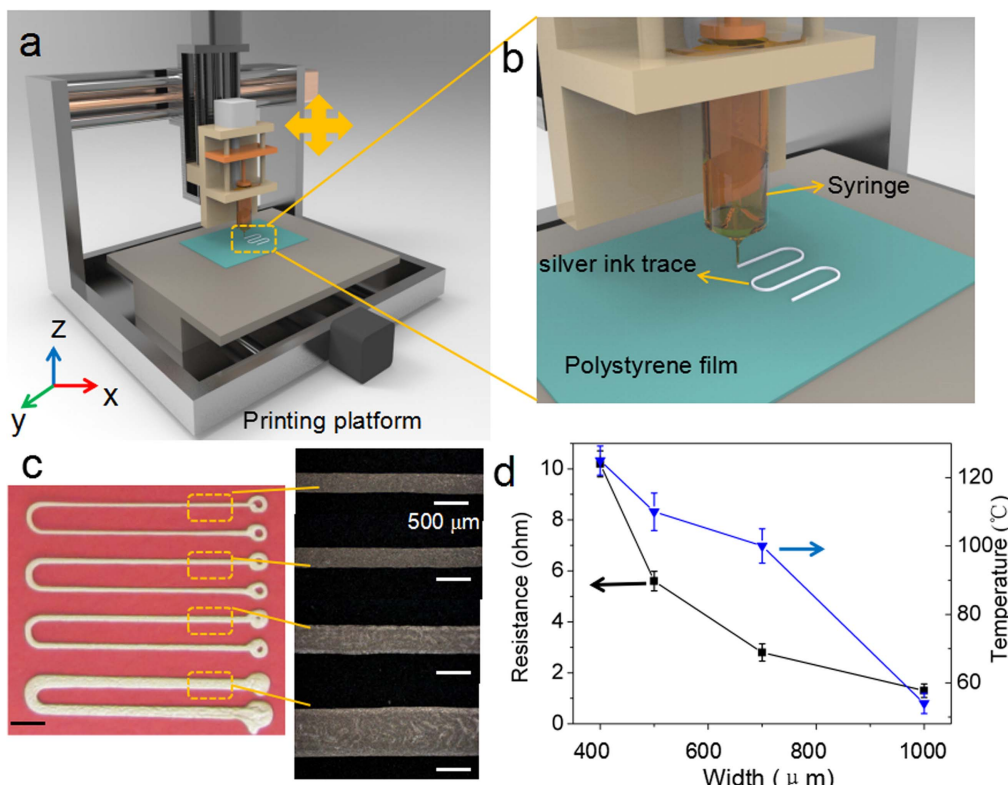 a
z
x
y
Printing platform
b
Syringe
silver ink trace
Polystyrene film
c
500 μm
d
10
8
6
4
2
0
Resistance (ohm)
120
100
80
60
Temperature (℃)
400
600
800
1000
Width ( μ m)